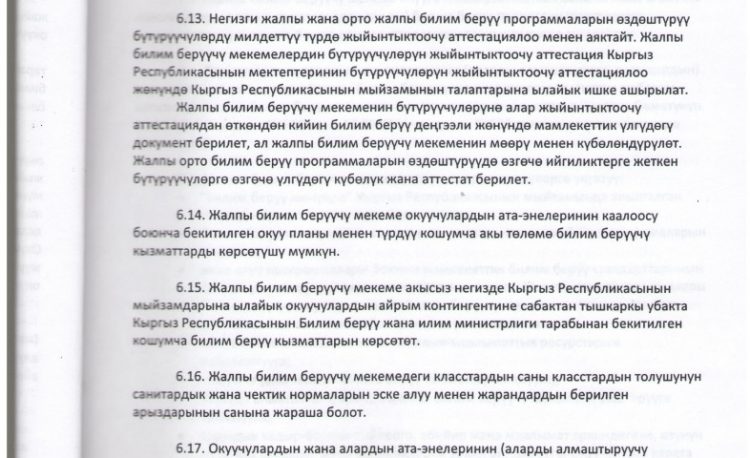 6.13. Негизги жалпы жана орто жалпы билим берүү программаларын өздөштүрүү
бүтүрүүчүлөрдү милдеттүү түрдө жыйынтыктоочу аттестациялоо менен аяктайт. Жалпы
билим беруучу мекемелердин бүтүрүүчүлөрүн жыйынтыктоочу аттестация Кыргыз
Республикасынын мектептеринин бүтүрүүчүлөрүн жыйынтыктоочу аттестациялоо
жөнүндө Кыргыз Республикасынын мыйзамынын талаптарына ылайык ишке ашырылат.
Жалпы билим берүүчү мекеменин бүтүрүүчүлөрүнө алар жыйынтыктоочу
аттестациядан өткөндөн кийин билим берүү деңгээли жөнүндө мамлекеттик үлгүдөгү
документ берилет, ал жалпы билим берүүчү мекеменин мөөрү менен күбөлөндүрүлөт.
Жалпы орто билим берүү программаларын өздөштүрүүдө өзгөчө ийгиликтерге жеткен
бүтүрүүчүлөргө өзгөчө үлгүдөгү күбөлүк жана аттестат берилет.
6.14. Жалпы билим берүүчү мекеме окуучулардын ата-энелеринин каалоосу
боюнча бекитилген окуу планы менен түрдүү кошумча акы төлөмө билим берүүчү
кызматтарды көрсөтүшү мүмкүн.
6.15. Жалпы билим берүүчү мекеме акысыз негизде Кыргыз Республикасынын
мыйзамдарына ылайык окуучулардын айрым контингентине сабактан тышкаркы убакта
Кыргыз Республикасынын Билим берүү жана илим министрлиги тарабынан бекитилген
кошумча билим берүү кызматтарын көрсөтөт.
6.16. Жалпы билим берүүчү мекемедеги класстардын саны класстардын толушунун
санитардык жана чектик нормаларын эске алуу менен жарандардын берилген
арыздарынын санына жараша болот.
6.17. Окуучулардын жана алардын ата-энелеринин (аларды алмаштыруучу